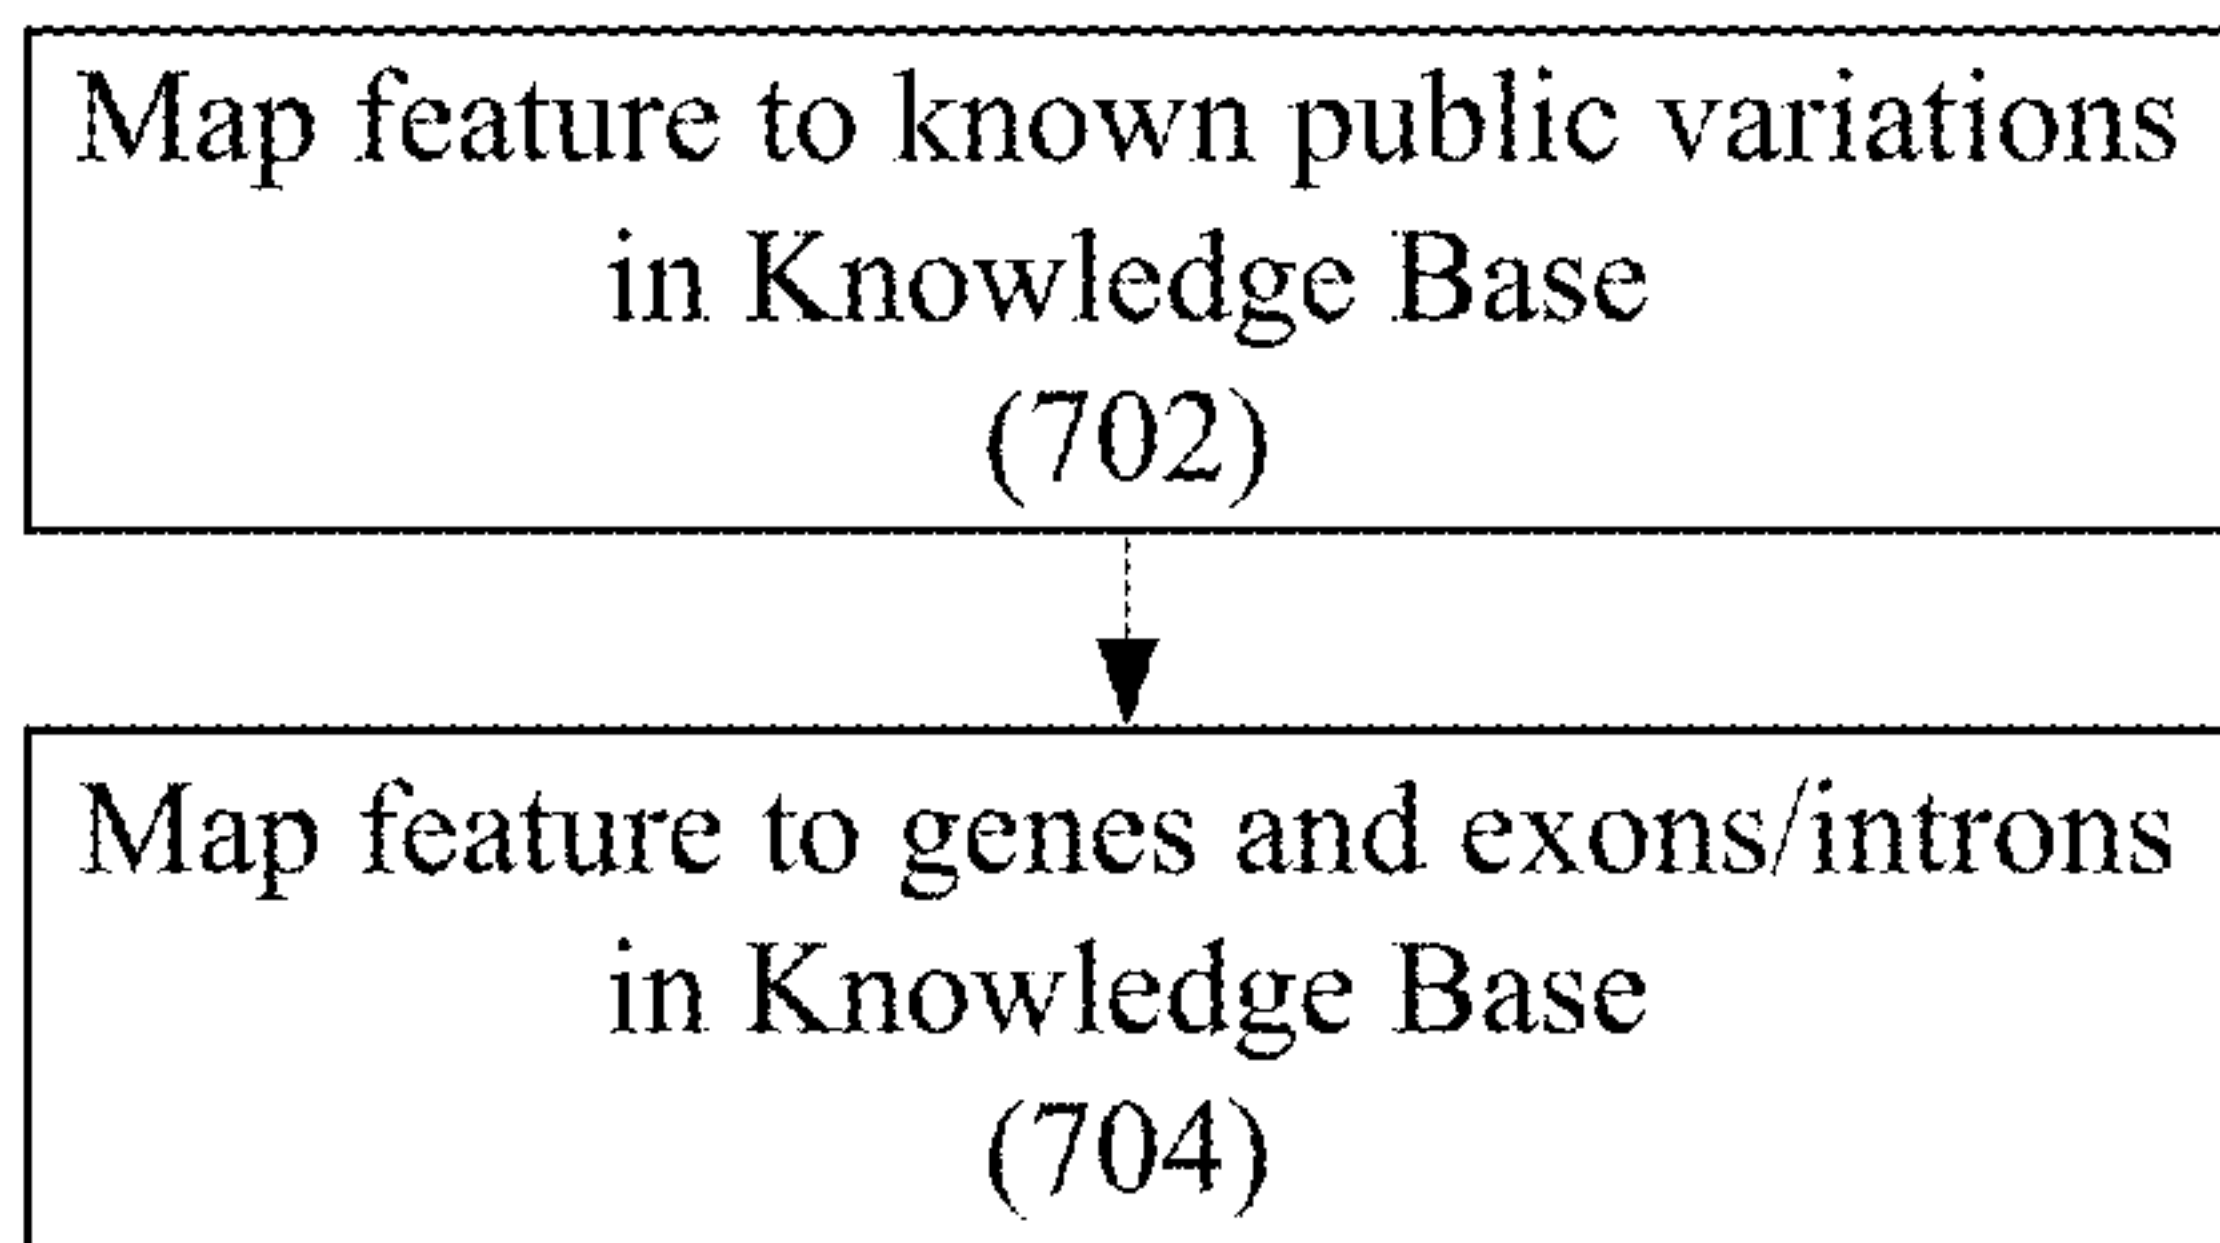 Map feature to known public variations
in Knowledge Base
(702)
Map feature to genes and exons/introns
in Knowledge Base
(704)